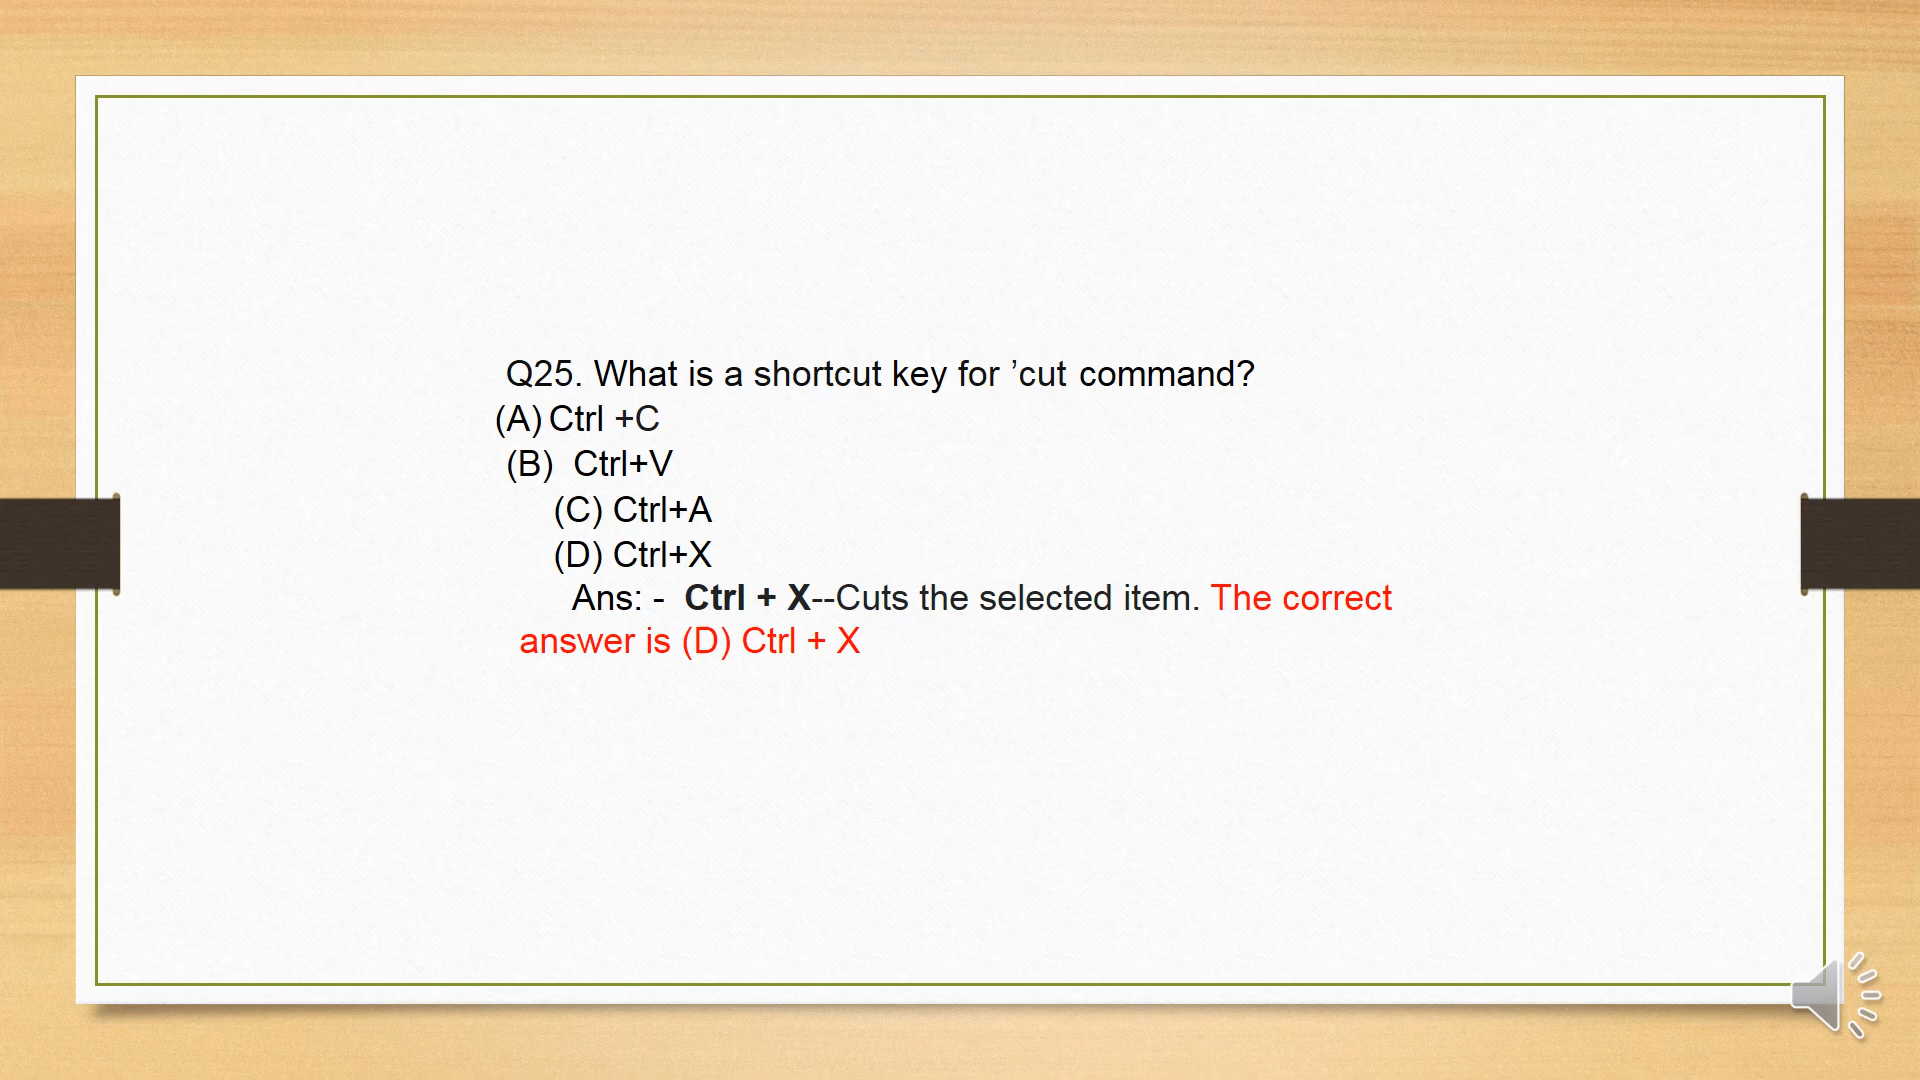 Q25. What is a shortcut key for ’cut command?
(A) Ctrl +C
(B) Ctrl+V
(C) Ctrl+A
(D) Ctrl+X
Ans: - Ctrl + X--Cuts the selected item. The correct
answer is (D) Ctrl + X